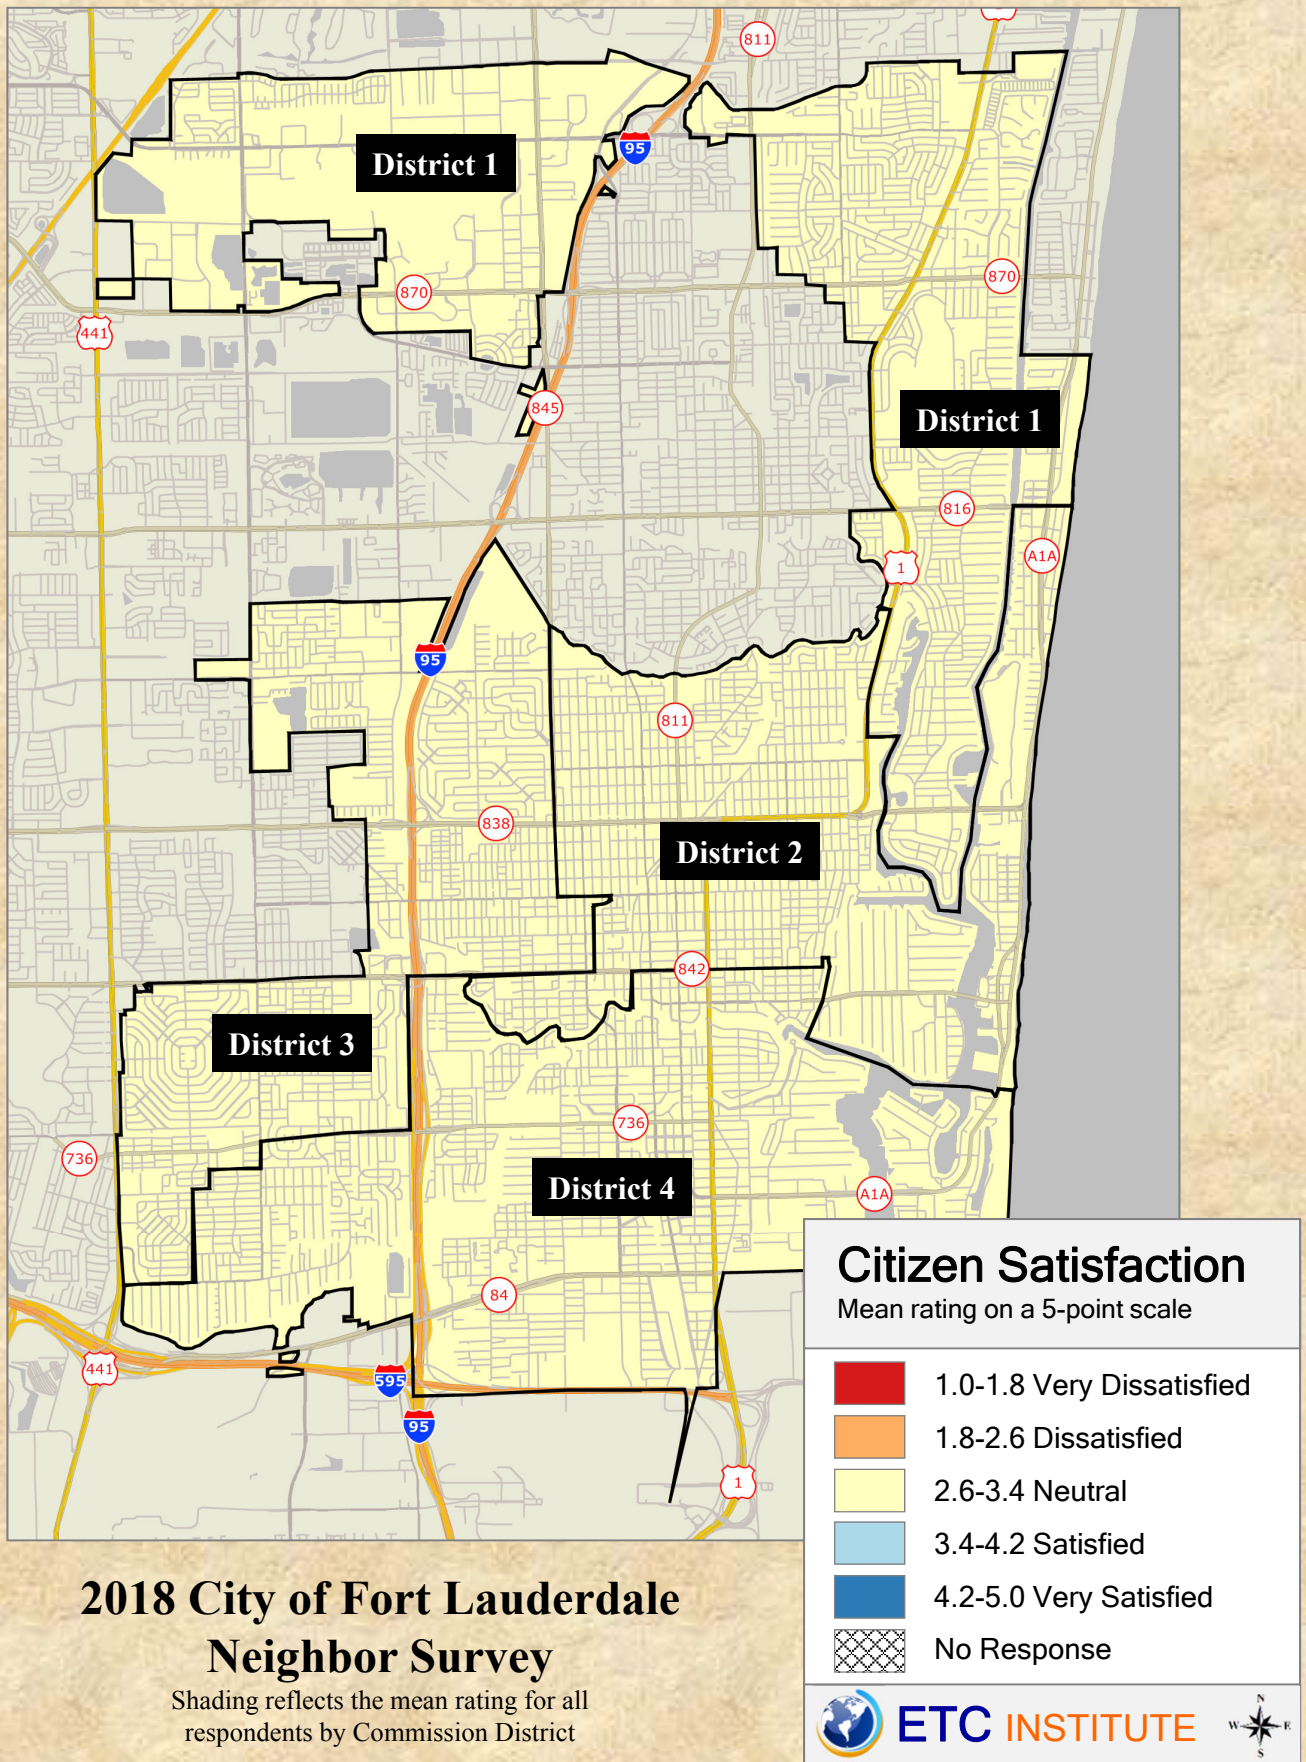 811
1
95
District 1
870
870
441
845
District 1
816
A1A
1
95
811
838
District 2
842
District 3
736
736
District 4
A1A
84
441
595
95
1
Citizen Satisfaction
Mean rating on a 5-point scale
1.0-1.8 Very Dissatisfied
1.8-2.6 Dissatisfied
2.6-3.4 Neutral
3.4-4.2 Satisfied
4.2-5.0 Very Satisfied
No Response
2018 City of Fort Lauderdale
Neighbor Survey
Shading reflects the mean rating for all
respondents by Commission District
ETC INSTITUTE
N
W E
S